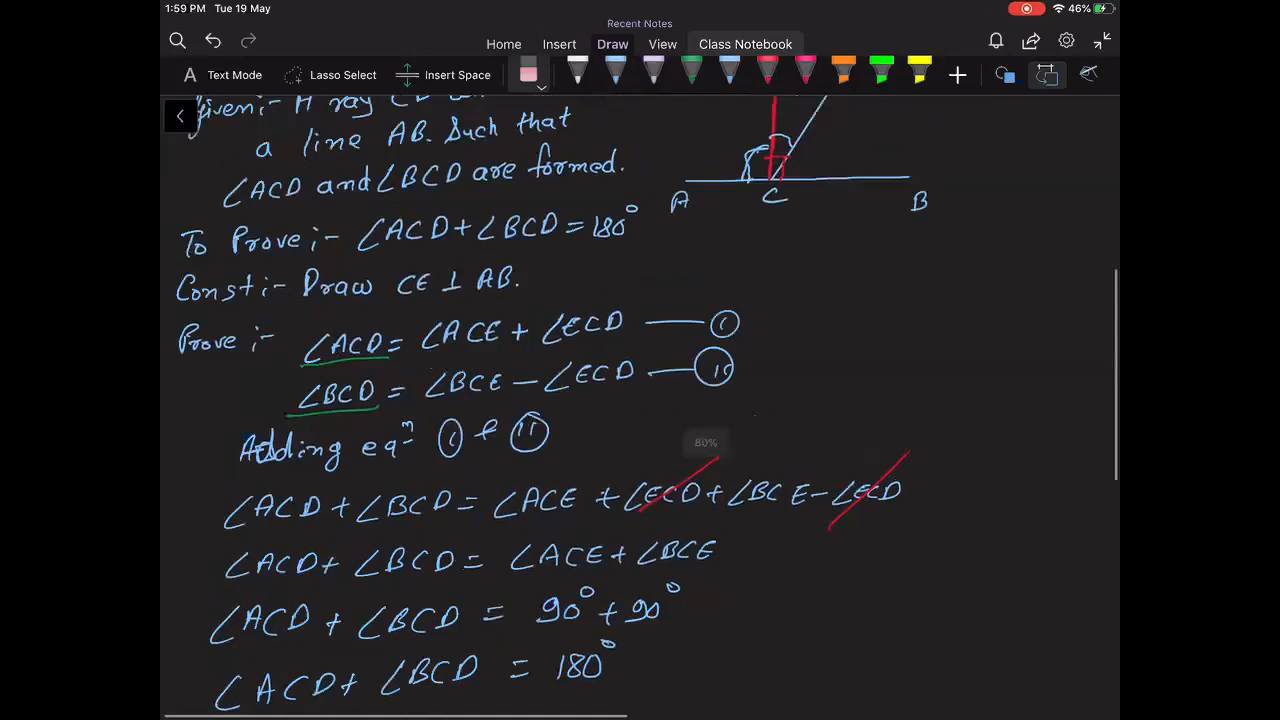 1:59 PM Tue 19 May
46%
Recent Notes
Home Insert Draw View Class Notebook
Text Mode Lasso Select Insert Space
Given:- A ray CD
a line AB. Such that
∠ACD and ∠BCD are formed.
A C B
To Prove:- ∠ACD + ∠BCD = 180°
Const:- Draw CE ⊥ AB.
Prove:- ∠ACD = ∠ACE + ∠ECD — (i)
∠BCD = ∠BCE - ∠ECD — (ii)
Adding eqn (i) & (ii)
80%
∠ACD + ∠BCD = ∠ACE + ∠ECD + ∠BCE - ∠ECD
∠ACD + ∠BCD = ∠ACE + ∠BCE
∠ACD + ∠BCD = 90° + 90°
∠ACD + ∠BCD = 180°